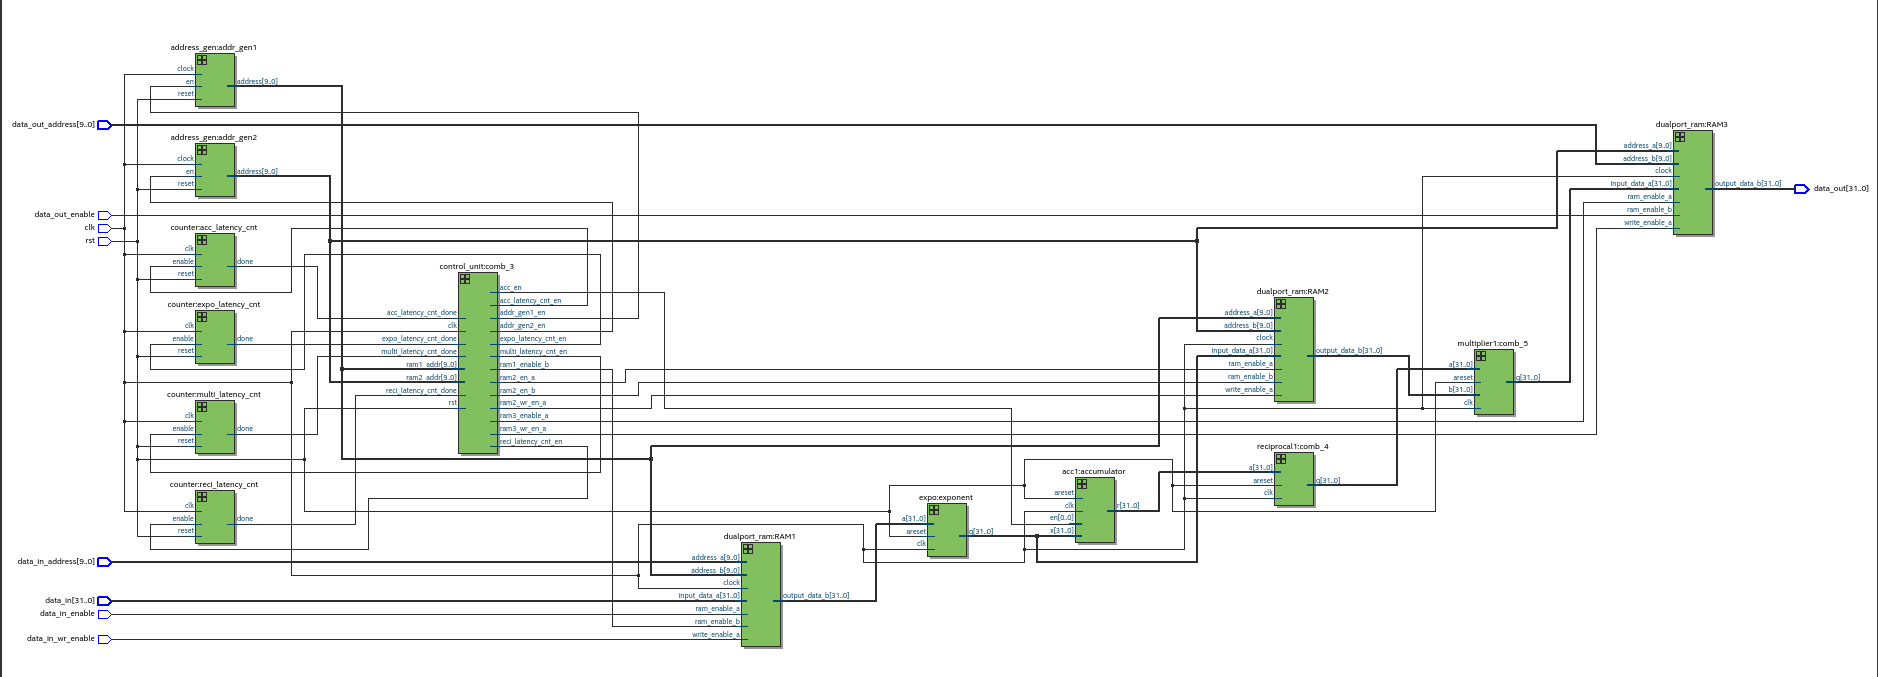 address_gen:addr_gen1
clock
en
reset
address[9..0]
data_out_address[9..0]
address_gen:addr_gen2
clock
en
reset
address[9..0]
data_out_enable
clk
rst
counter:acc_latency_cnt
clk
enable
reset
done
counter:expo_latency_cnt
clk
enable
reset
done
counter:multi_latency_cnt
clk
enable
reset
done
counter:reci_latency_cnt
clk
enable
reset
done
data_in_address[9..0]
data_in[31..0]
data_in_enable
data_in_wr_enable
control_unit:comb_3
acc_latency_cnt_done
clk
expo_latency_cnt_done
multi_latency_cnt_done
ram1_addr[9..0]
ram2_addr[9..0]
reci_latency_cnt_done
rst
acc_en
acc_latency_cnt_en
addr_gen1_en
addr_gen2_en
expo_latency_cnt_en
multi_latency_cnt_en
ram1_enable_b
ram2_en_a
ram2_en_b
ram2_wr_en_a
ram3_enable_a
ram3_wr_en_a
reci_latency_cnt_en
dualport_ram:RAM1
address_a[9..0]
address_b[9..0]
clock
input_data_a[31..0]
ram_enable_a
ram_enable_b
write_enable_a
output_data_b[31..0]
expo:exponent
a[31..0]
areset
clk
q[31..0]
acc1:accumulator
areset
clk
en[0..0]
x[31..0]
r[31..0]
dualport_ram:RAM2
address_a[9..0]
address_b[9..0]
clock
input_data_a[31..0]
ram_enable_a
ram_enable_b
write_enable_a
output_data_b[31..0]
reciprocal1:comb_4
a[31..0]
areset
clk
q[31..0]
multiplier1:comb_5
a[31..0]
areset
b[31..0]
clk
q[31..0]
dualport_ram:RAM3
address_a[9..0]
address_b[9..0]
clock
input_data_a[31..0]
ram_enable_a
ram_enable_b
write_enable_a
output_data_b[31..0]
data_out[31..0]